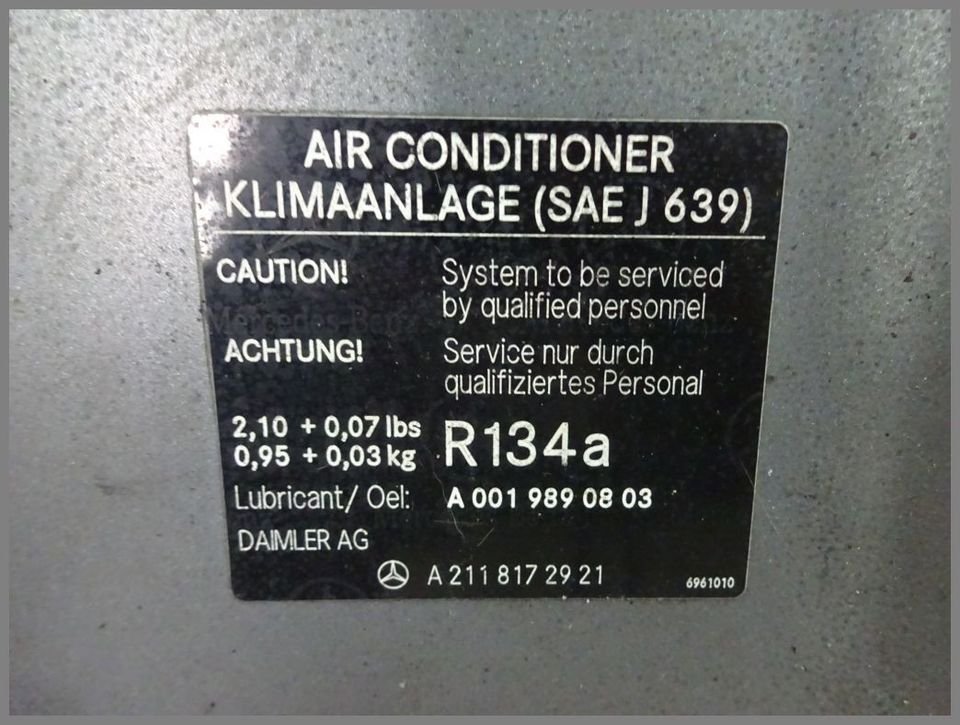 AIR CONDITIONER
KLIMAANLAGE (SAE J 639)
CAUTION! System to be serviced
by qualified personnel
Mercedes-Benz
ACHTUNG! Service nur durch
qualifiziertes Personal
2,10 + 0,07 lbs
0,95 + 0,03 kg R134a
Lubricant/ Oel: A 001 989 08 03
DAIMLER AG
A 211 817 29 21 6961010